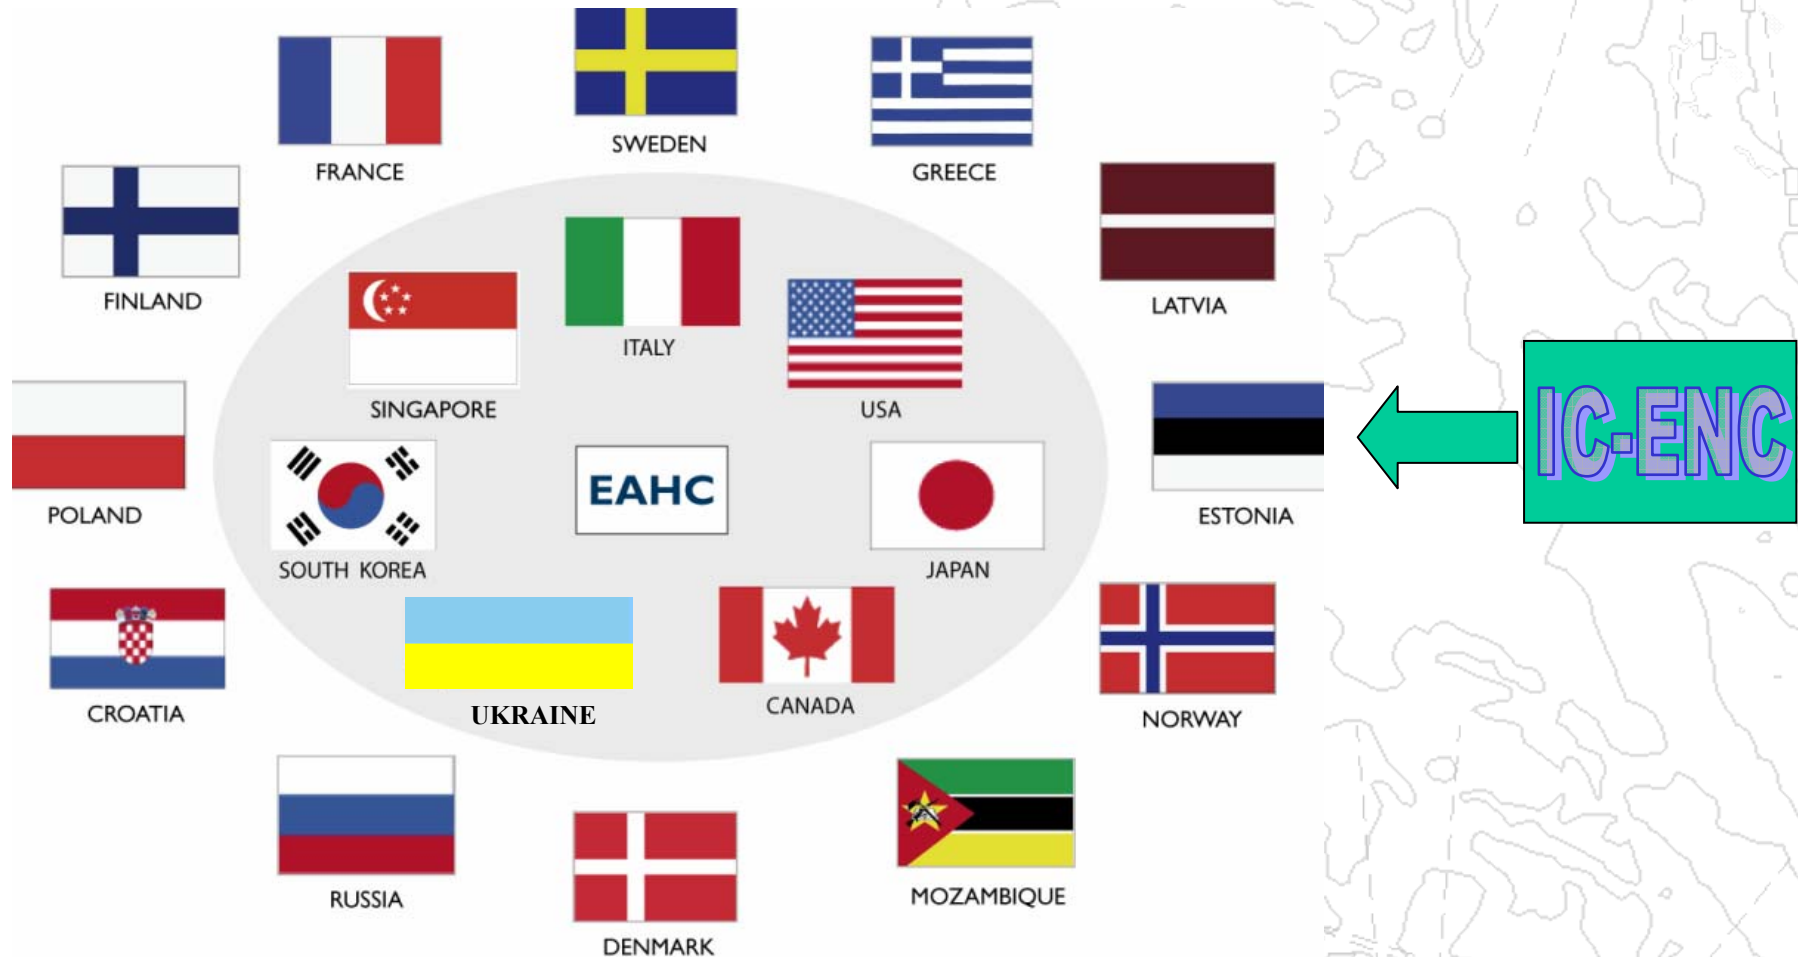 SWEDEN
FRANCE
GREECE
FINLAND
LATVIA
ITALY
SINGAPORE
USA
IC-ENC
EAHC
POLAND
ESTONIA
SOUTH KOREA
JAPAN
CROATIA
UKRAINE
CANADA
NORWAY
RUSSIA
MOZAMBIQUE
DENMARK